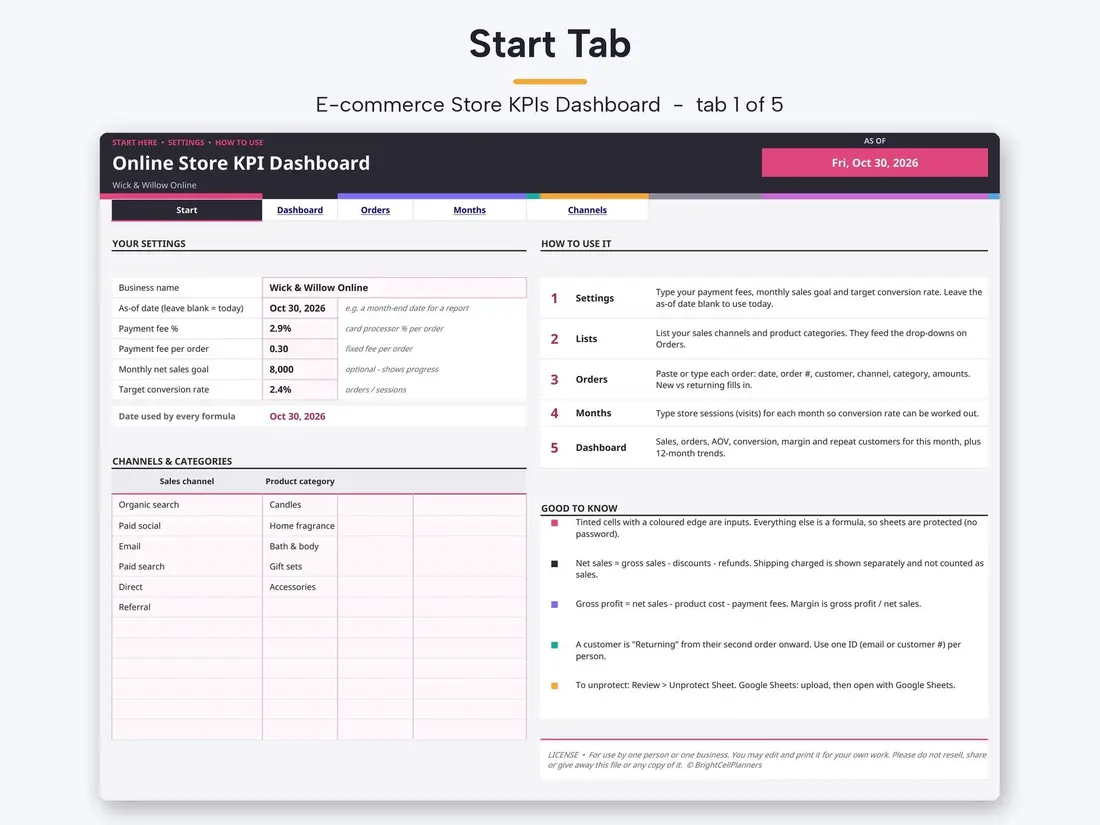 Start Tab
E-commerce Store KPIs Dashboard - tab 1 of 5
START HERE • SETTINGS • HOW TO USE
Online Store KPI Dashboard
Wick & Willow Online
AS OF
Fri, Oct 30, 2026
Start
Dashboard
Orders
Months
Channels
YOUR SETTINGS
Business name
Wick & Willow Online
As-of date (leave blank = today)
Oct 30, 2026
e.g. a month-end date for a report
Payment fee %
2.9%
card processor % per order
Payment fee per order
0.30
fixed fee per order
Monthly net sales goal
8,000
optional - shows progress
Target conversion rate
2.4%
orders / sessions
Date used by every formula
Oct 30, 2026
CHANNELS & CATEGORIES
Sales channel
Product category
Organic search
Candles
Paid social
Home fragrance
Email
Bath & body
Paid search
Gift sets
Direct
Accessories
Referral
HOW TO USE IT
1
Settings
Type your payment fees, monthly sales goal and target conversion rate. Leave the
as-of date blank to use today.
2
Lists
List your sales channels and product categories. They feed the drop-downs on
Orders.
3
Orders
Paste or type each order: date, order #, customer, channel, category, amounts.
New vs returning fills in.
4
Months
Type store sessions (visits) for each month so conversion rate can be worked out.
5
Dashboard
Sales, orders, AOV, conversion, margin and repeat customers for this month, plus
12-month trends.
GOOD TO KNOW
Tinted cells with a coloured edge are inputs. Everything else is a formula, so sheets are protected (no
password).
Net sales = gross sales - discounts - refunds. Shipping charged is shown separately and not counted as
sales.
Gross profit = net sales - product cost - payment fees. Margin is gross profit / net sales.
A customer is "Returning" from their second order onward. Use one ID (email or customer #) per
person.
To unprotect: Review > Unprotect Sheet. Google Sheets: upload, then open with Google Sheets.
LICENSE • For use by one person or one business. You may edit and print it for your own work. Please do not resell, share
or give away this file or any copy of it. © BrightCellPlanners